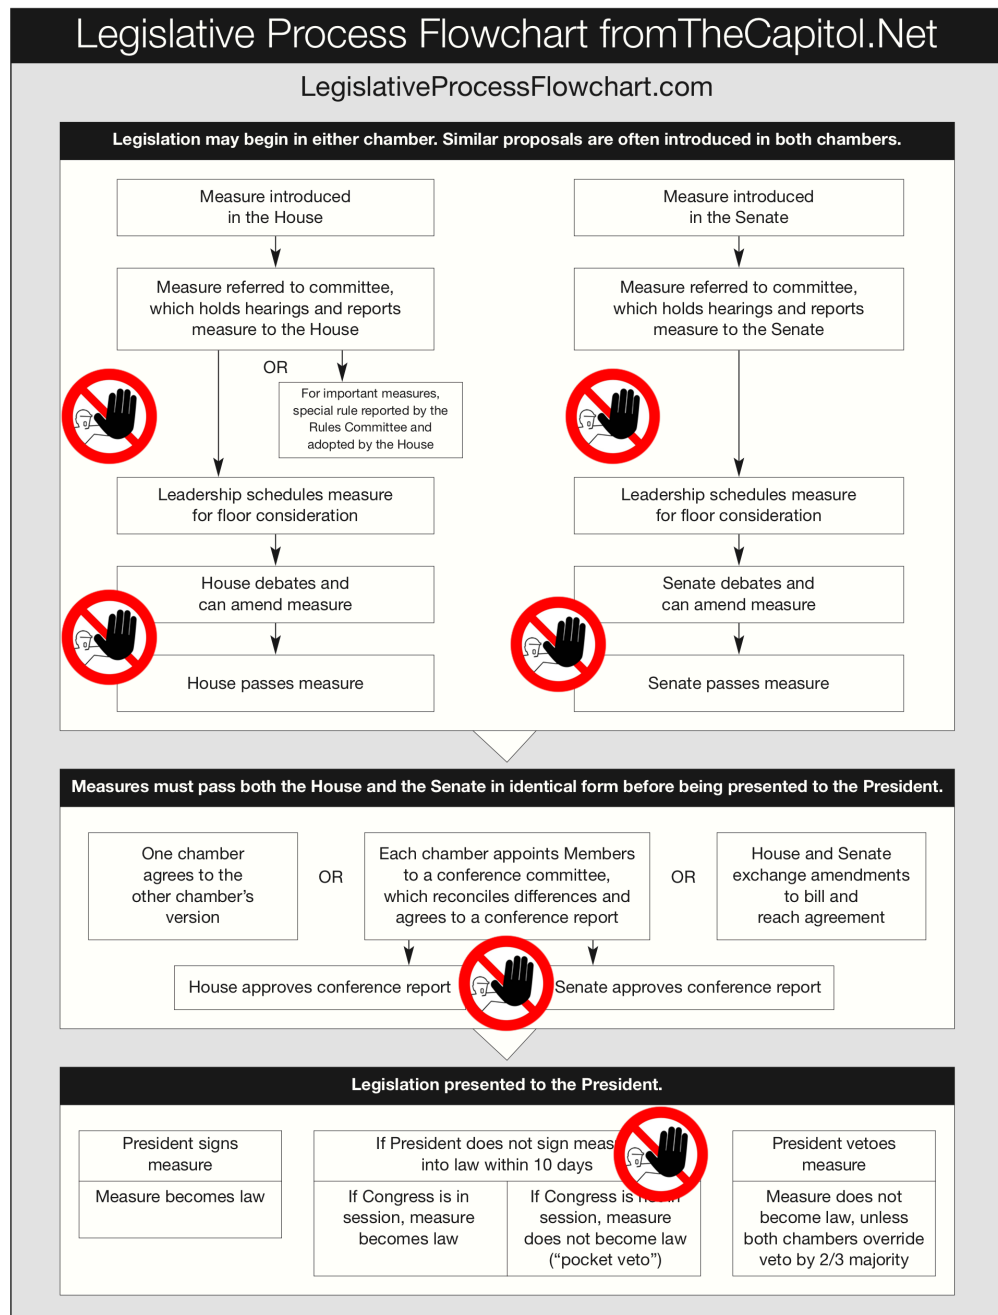 Legislative Process Flowchart fromTheCapitol.Net
LegislativeProcessFlowchart.com
Legislation may begin in either chamber. Similar proposals are often introduced in both chambers.
Measure introduced
in the House
Measure introduced
in the Senate
Measure referred to committee,
which holds hearings and reports
measure to the House
Measure referred to committee,
which holds hearings and reports
measure to the Senate
OR
For important measures,
special rule reported by the
Rules Committee and
adopted by the House
Leadership schedules measure
for floor consideration
Leadership schedules measure
for floor consideration
House debates and
can amend measure
Senate debates and
can amend measure
House passes measure
Senate passes measure
Measures must pass both the House and the Senate in identical form before being presented to the President.
One chamber
agrees to the
other chamber's
version
OR
Each chamber appoints Members
to a conference committee,
which reconciles differences and
agrees to a conference report
OR
House and Senate
exchange amendments
to bill and
reach agreement
House approves conference report
Senate approves conference report
Legislation presented to the President.
President signs
measure
Measure becomes law
If President does not sign
into law within 10 days
If Congress is in
session, measure
becomes law
If Congress is
session, measure
does not become law
("pocket veto")
President vetoes
measure
Measure does not
become law, unless
both chambers override
veto by 2/3 majority